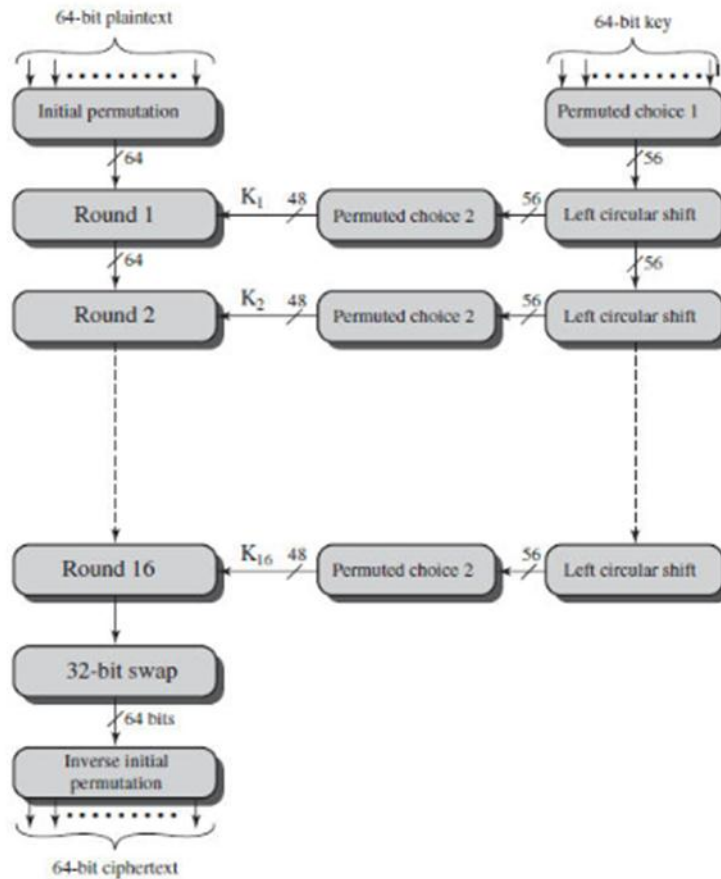 64-bit plaintext
64-bit key
Initial permutation
Permuted choice 1
64
56
Round 1
K1
48
Permuted choice 2
56
Left circular shift
64
56
Round 2
K2
48
Permuted choice 2
56
Left circular shift
Round 16
K16
48
Permuted choice 2
56
Left circular shift
32-bit swap
64 bits
Inverse initial
permutation
64-bit ciphertext